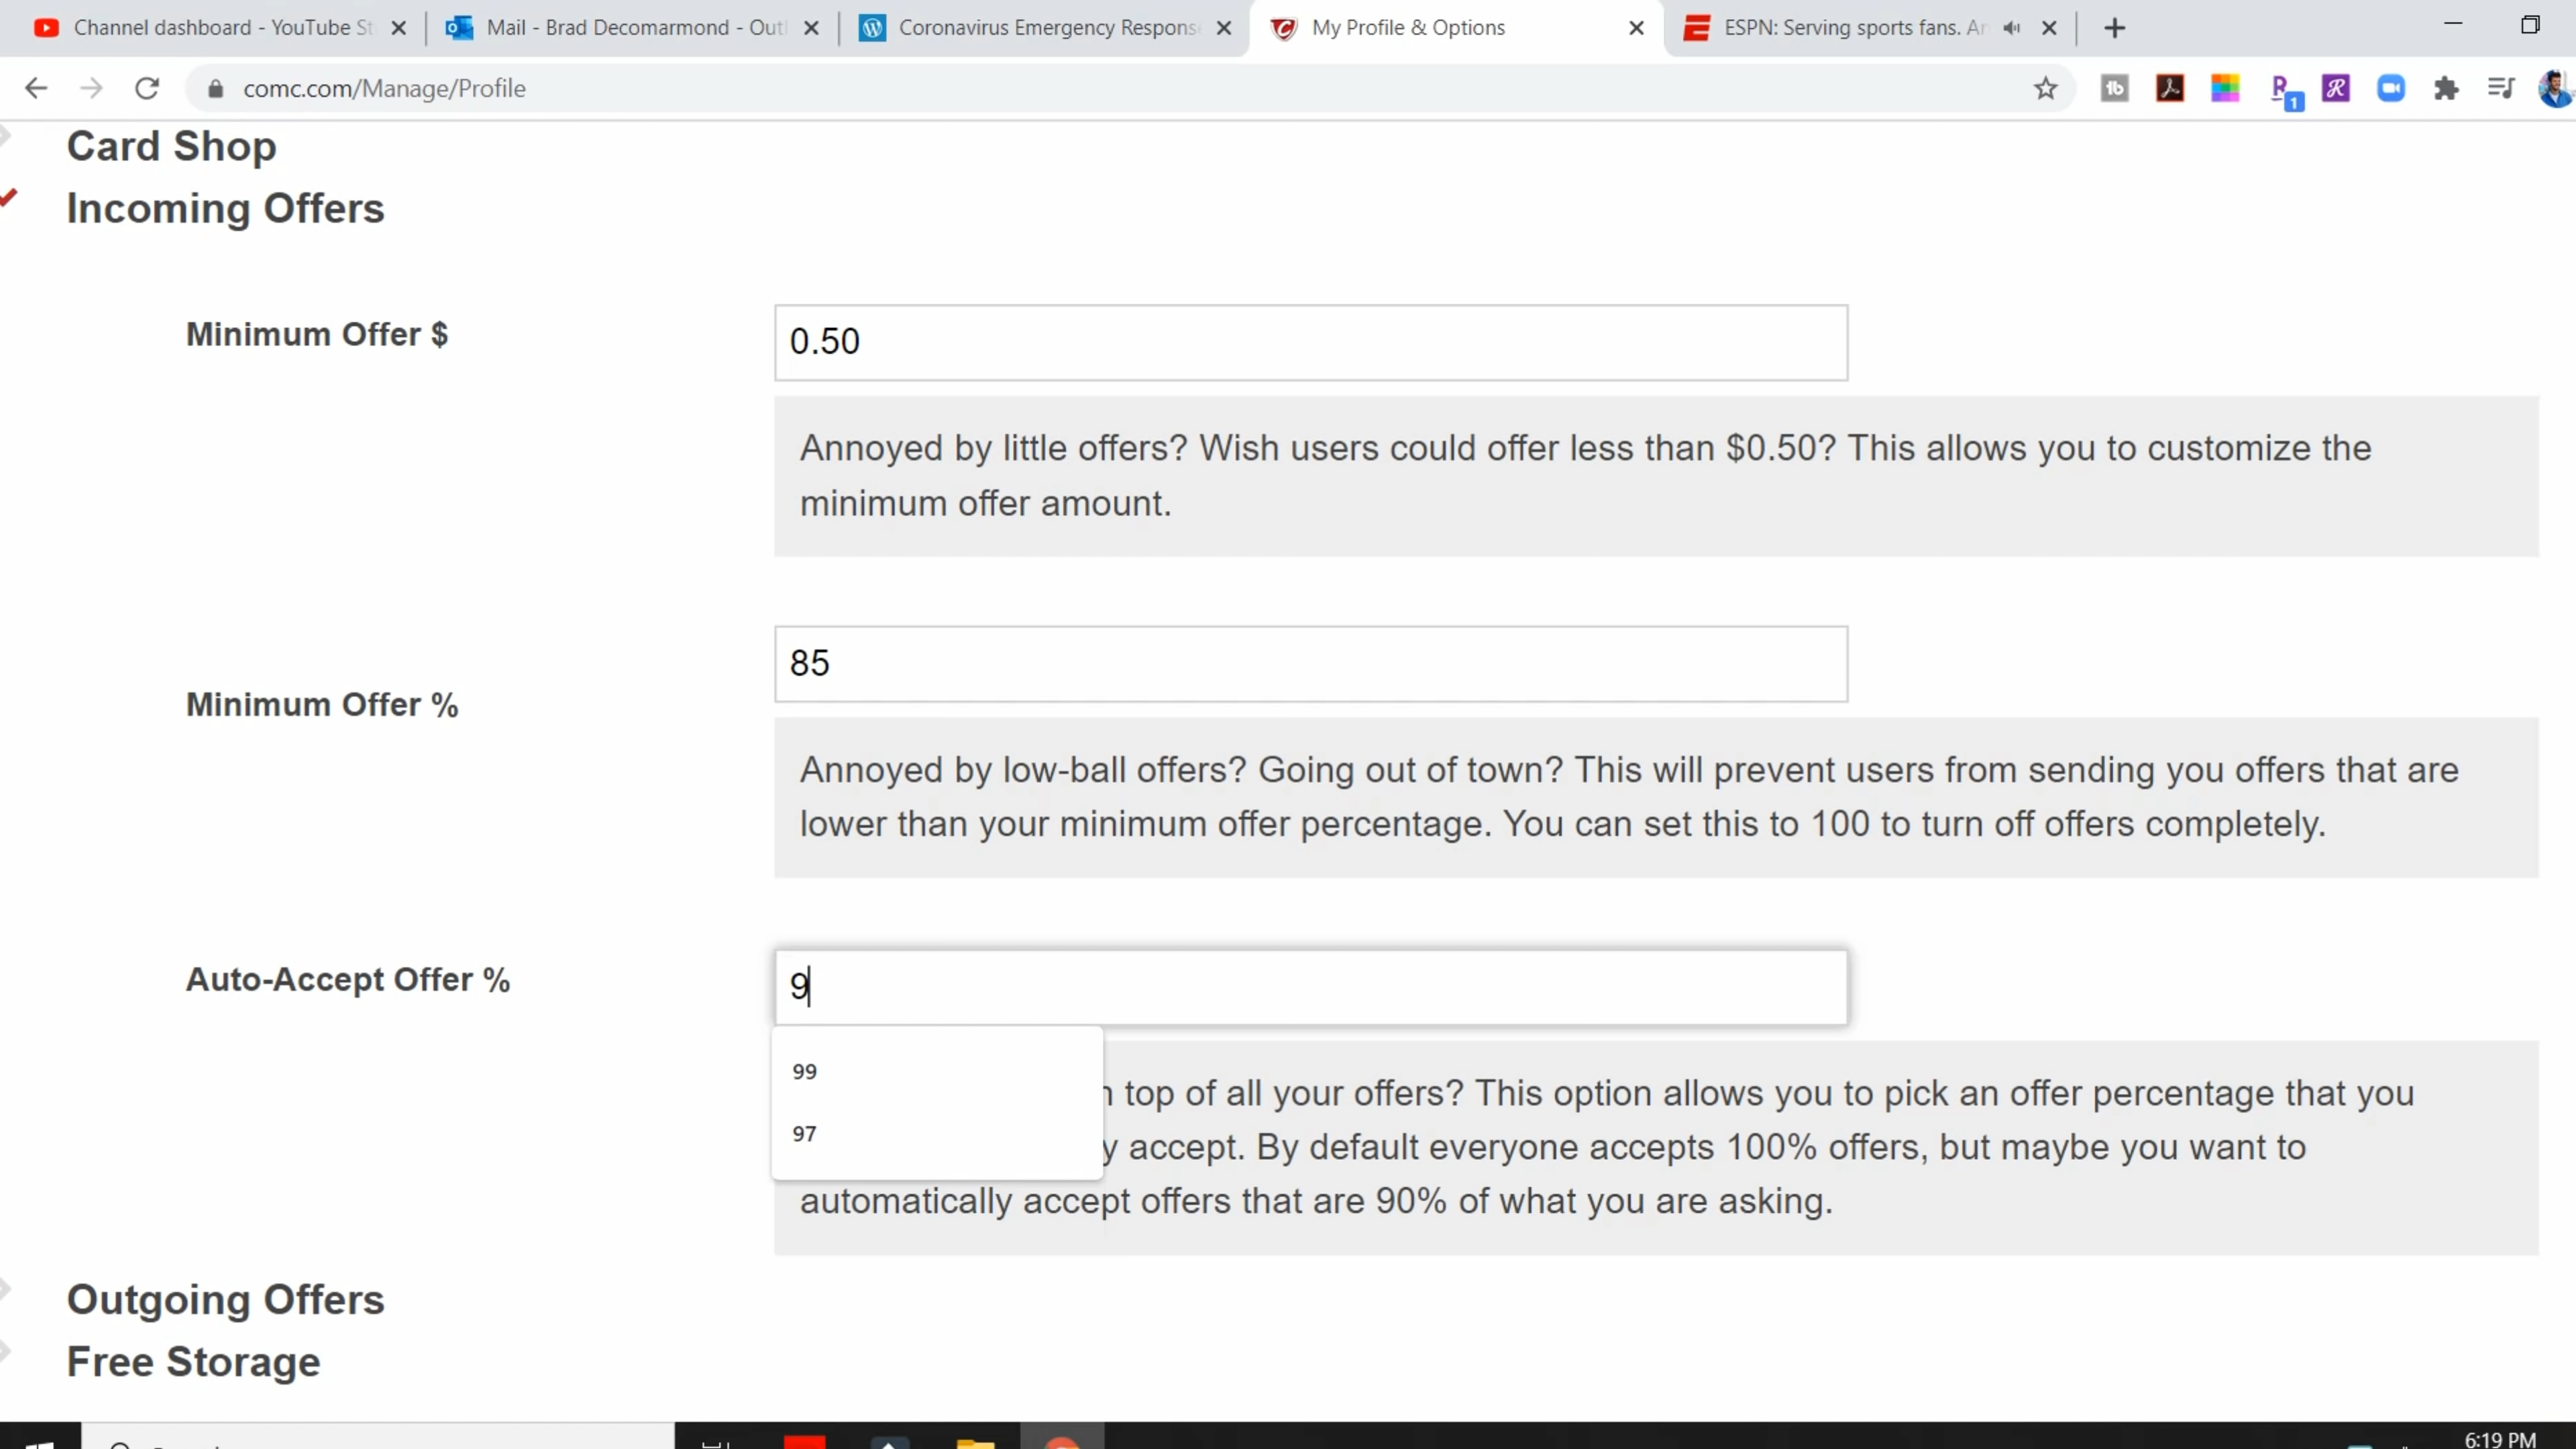 Channel dashboard - YouTube St
Mail - Brad Decomarmond - Outl
Coronavirus Emergency Respons
My Profile & Options
ESPN: Serving sports fans. An
comc.com/Manage/Profile
1
Card Shop
Incoming Offers
Minimum Offer $
0.50
Annoyed by little offers? Wish users could offer less than $0.50? This allows you to customize the
minimum offer amount.
Minimum Offer %
85
Annoyed by low-ball offers? Going out of town? This will prevent users from sending you offers that are
lower than your minimum offer percentage. You can set this to 100 to turn off offers completely.
Auto-Accept Offer %
9
99
97
top of all your offers? This option allows you to pick an offer percentage that you
y accept. By default everyone accepts 100% offers, but maybe you want to
automatically accept offers that are 90% of what you are asking.
Outgoing Offers
Free Storage
6:19 PM